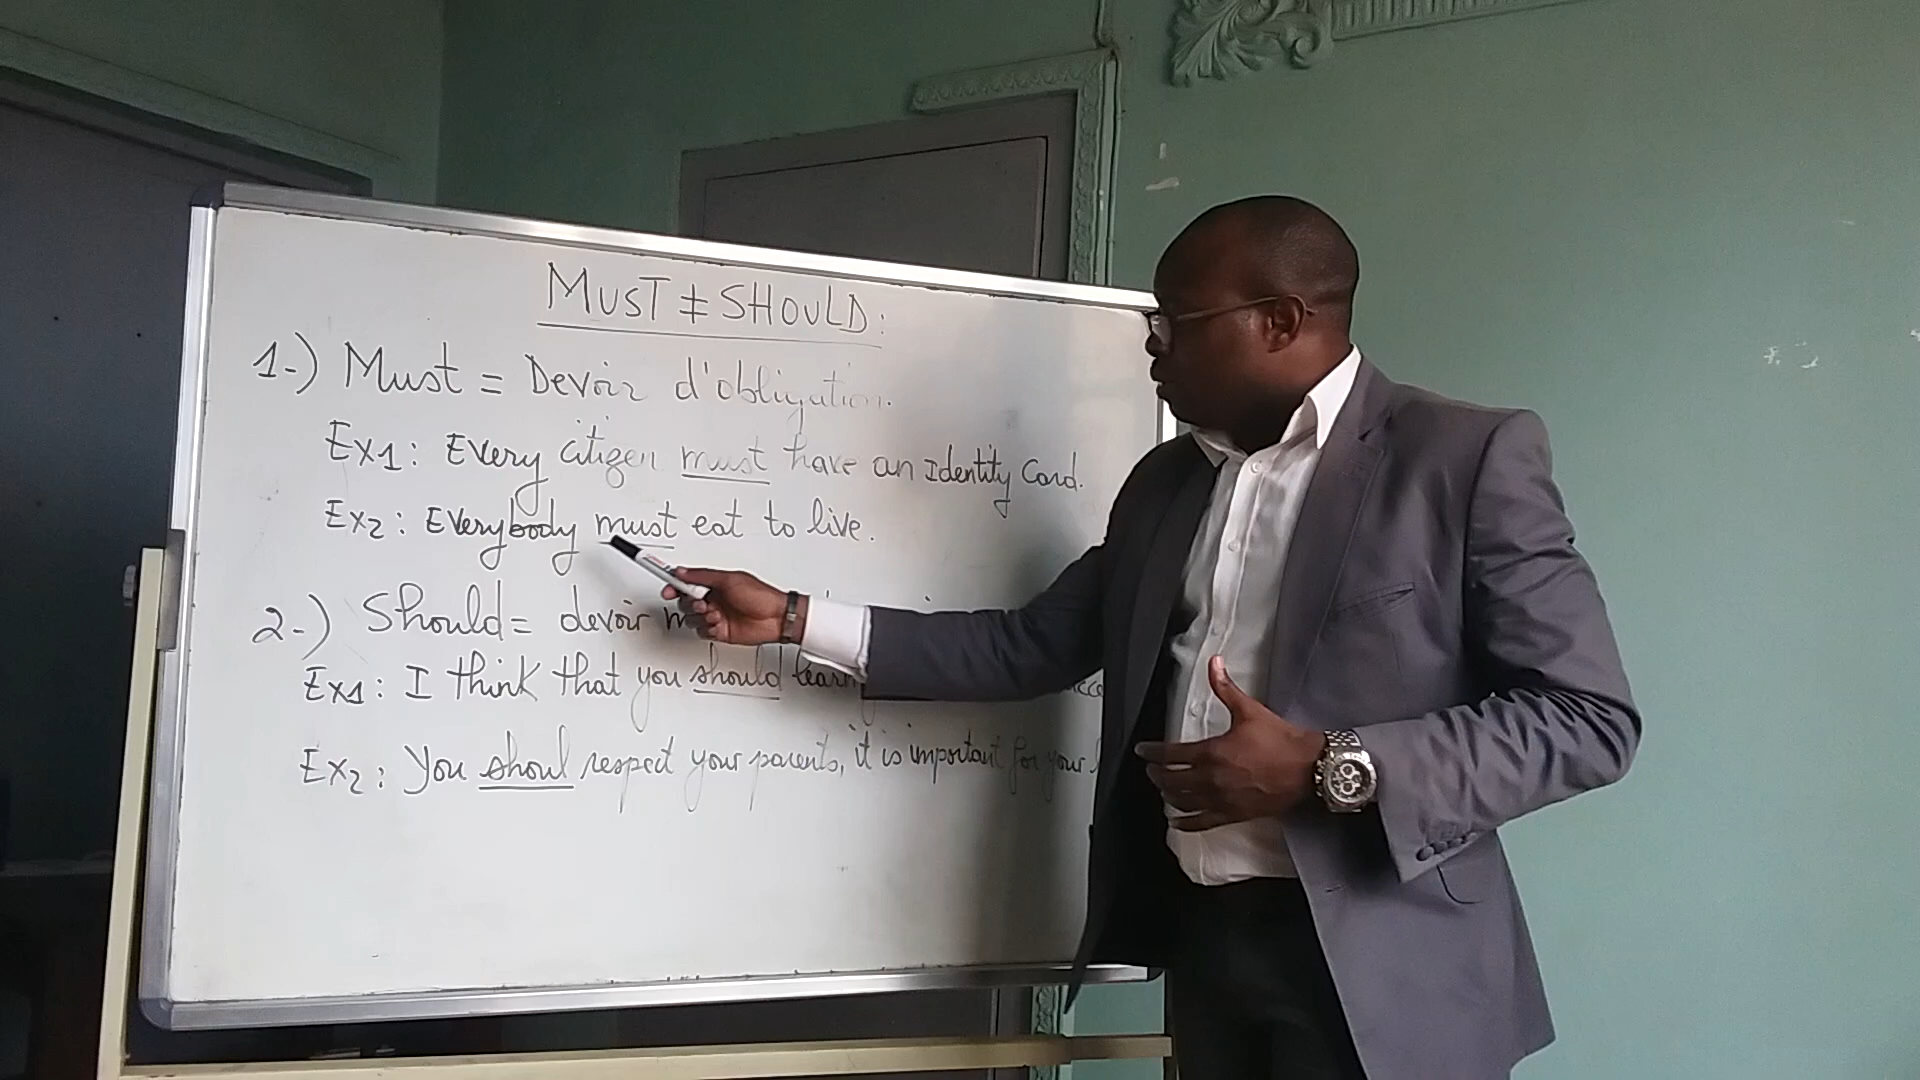 MUST ≠ SHOULD:
1-) Must = Devoir d'obligation.
Ex1: Every citizen must have an Identity Card.
Ex2: Everybody must eat to live.
2-) Should = devoir
Ex1: I think that you should learn
Ex2: You shoul respect your parents, it is important for your